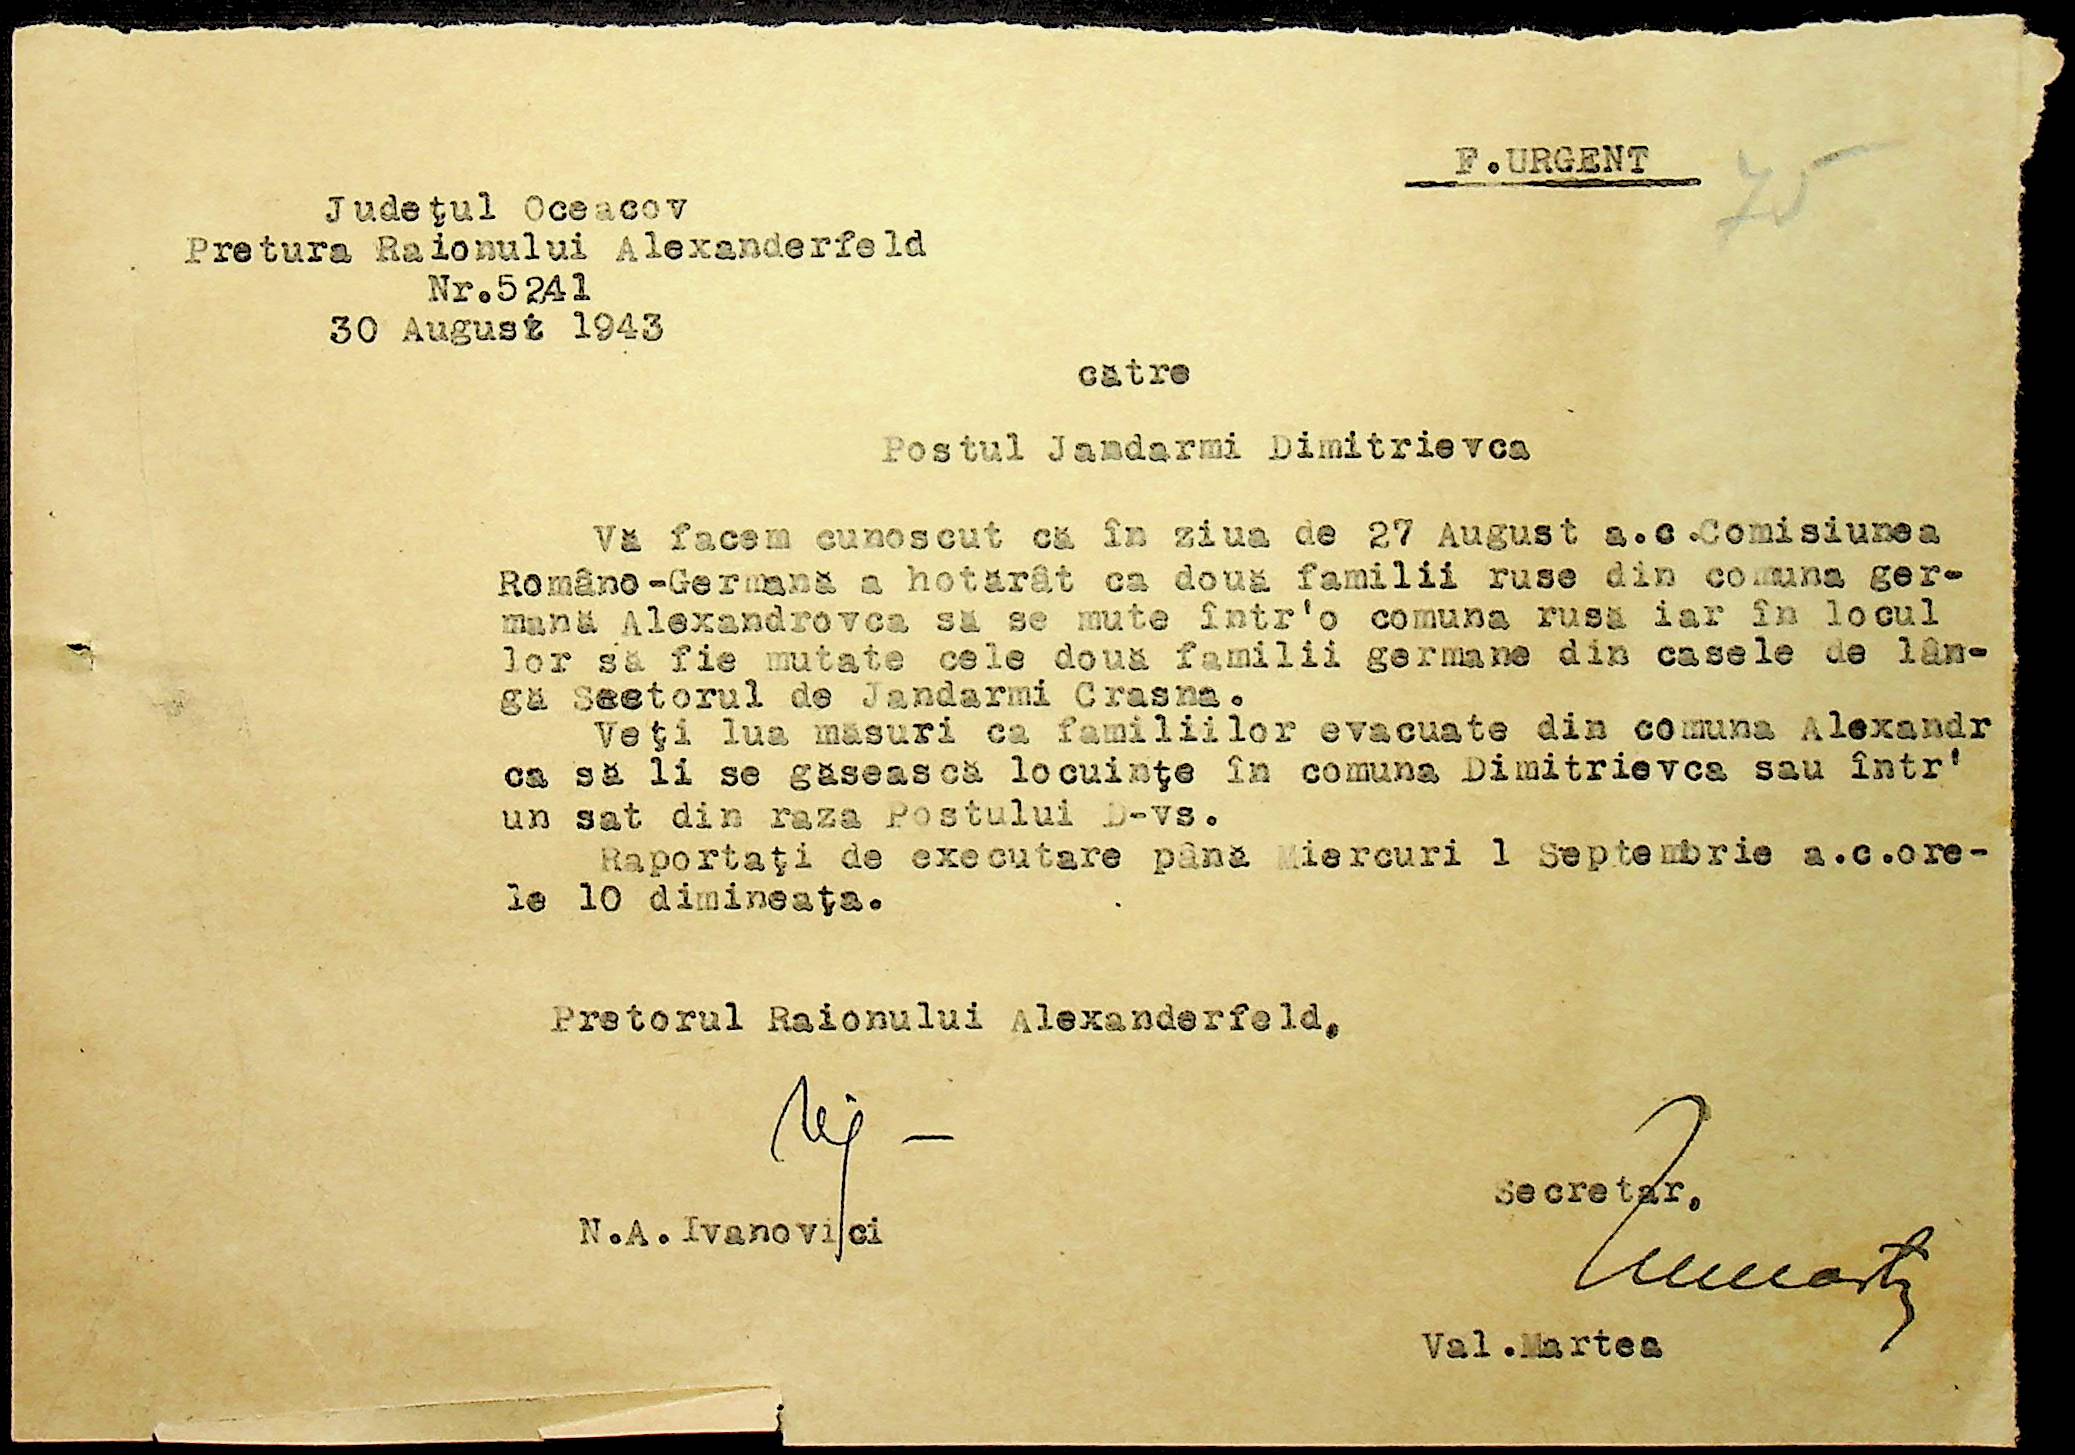 F.URGENT
75
Judeţul Oceacov
Pretura Raionului Alexanderfeld
Nr.5241
30 August 1943
către
Postul Jandarmi Dimitrievca
Vă facem cunoscut că în ziua de 27 August a.c.Comisiunea
Româno-Germană a hotărât ca două familii ruse din comuna ger-
mană Alexandrovca să se mute într'o comuna rusă iar în locul
lor să fie mutate cele două familii germane din casele de lân-
gă Sectorul de Jandarmi Crasna.
Veţi lua măsuri ca familiilor evacuate din comuna Alexandr
ca să li se găsească locuinţe în comuna Dimitrievca sau într'
un sat din raza Postului D-vs.
Raportaţi de executare până Miercuri 1 Septembrie a.c.ore-
le 10 dimineaţa.
Pretorul Raionului Alexanderfeld,
N.A.Ivanovici
Secretar,
Val.Martea